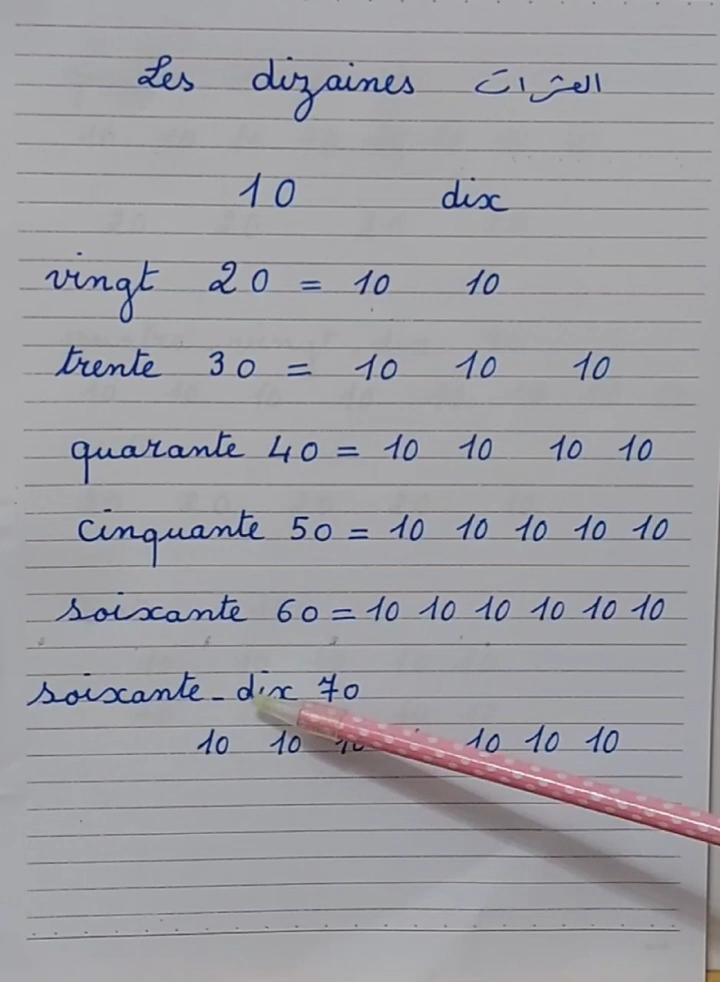 Les dizaines العشرات
10 dix
vingt 20 = 10 10
trente 30 = 10 10 10
quarante 40 = 10 10 10 10
cinquante 50 = 10 10 10 10 10
soixante 60 = 10 10 10 10 10 10
soixante-dix 70
10 10 10 10 10 10